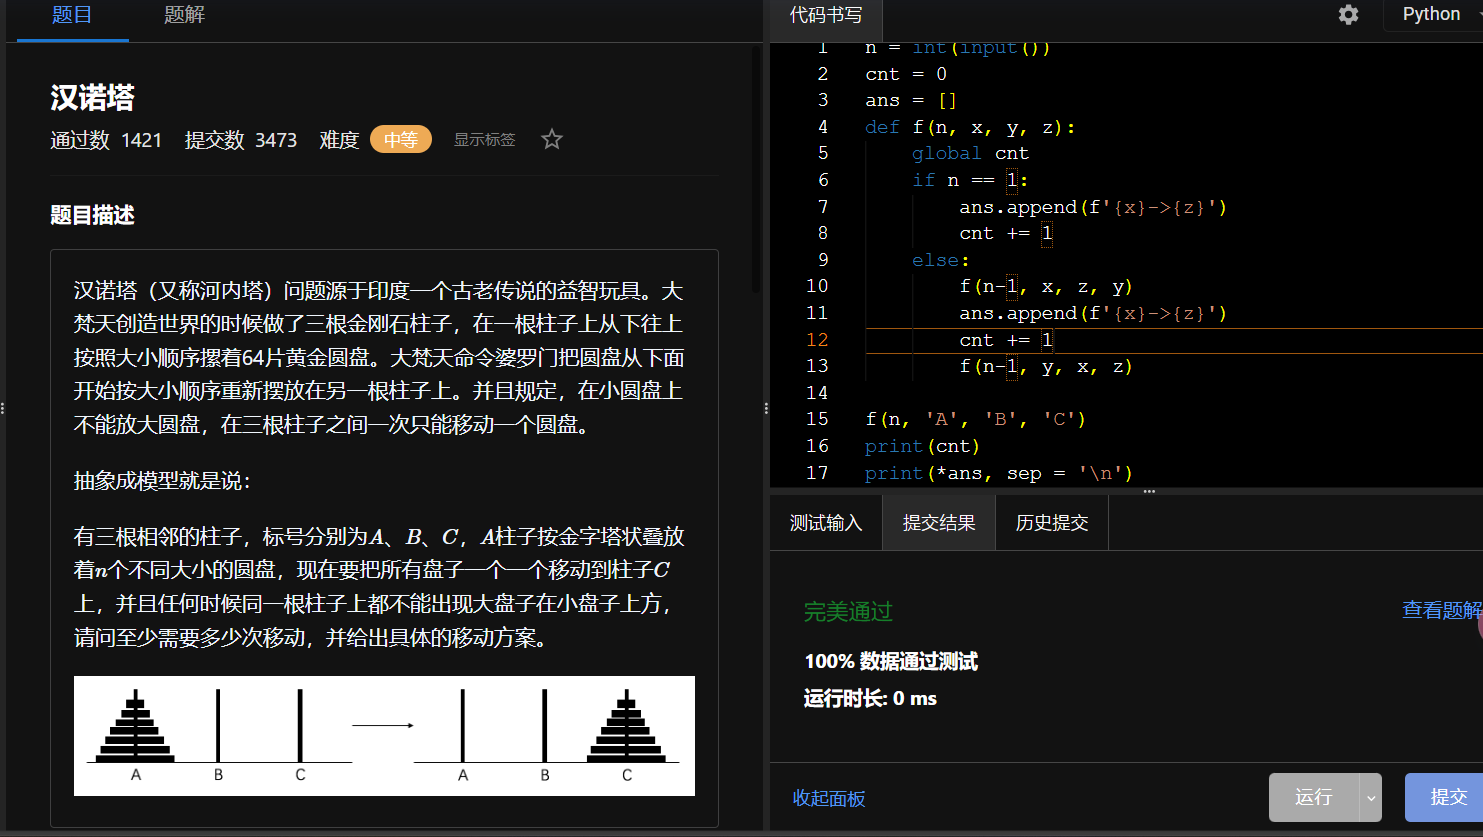 题目 题解
汉诺塔
通过数 1421 提交数 3473 难度 中等 显示标签
题目描述
汉诺塔（又称河内塔）问题源于印度一个古老传说的益智玩具。大
梵天创造世界的时候做了三根金刚石柱子，在一根柱子上从下往上
按照大小顺序摞着64片黄金圆盘。大梵天命令婆罗门把圆盘从下面
开始按大小顺序重新摆放在另一根柱子上。并且规定，在小圆盘上
不能放大圆盘，在三根柱子之间一次只能移动一个圆盘。
抽象成模型就是说：
有三根相邻的柱子，标号分别为A、B、C，A柱子按金字塔状叠放
着n个不同大小的圆盘，现在要把所有盘子一个一个移动到柱子C
上，并且任何时候同一根柱子上都不能出现大盘子在小盘子上方，
请问至少需要多少次移动，并给出具体的移动方案。
A B C A B C
代码书写 Python
1 n = int(input())
2 cnt = 0
3 ans = []
4 def f(n, x, y, z):
5     global cnt
6     if n == 1:
7         ans.append(f'{x}->{z}')
8         cnt += 1
9     else:
10         f(n-1, x, z, y)
11         ans.append(f'{x}->{z}')
12         cnt += 1
13         f(n-1, y, x, z)
14
15 f(n, 'A', 'B', 'C')
16 print(cnt)
17 print(*ans, sep = '\n')
测试输入 提交结果 历史提交
完美通过 查看题解
100% 数据通过测试
运行时长: 0 ms
收起面板 运行 提交